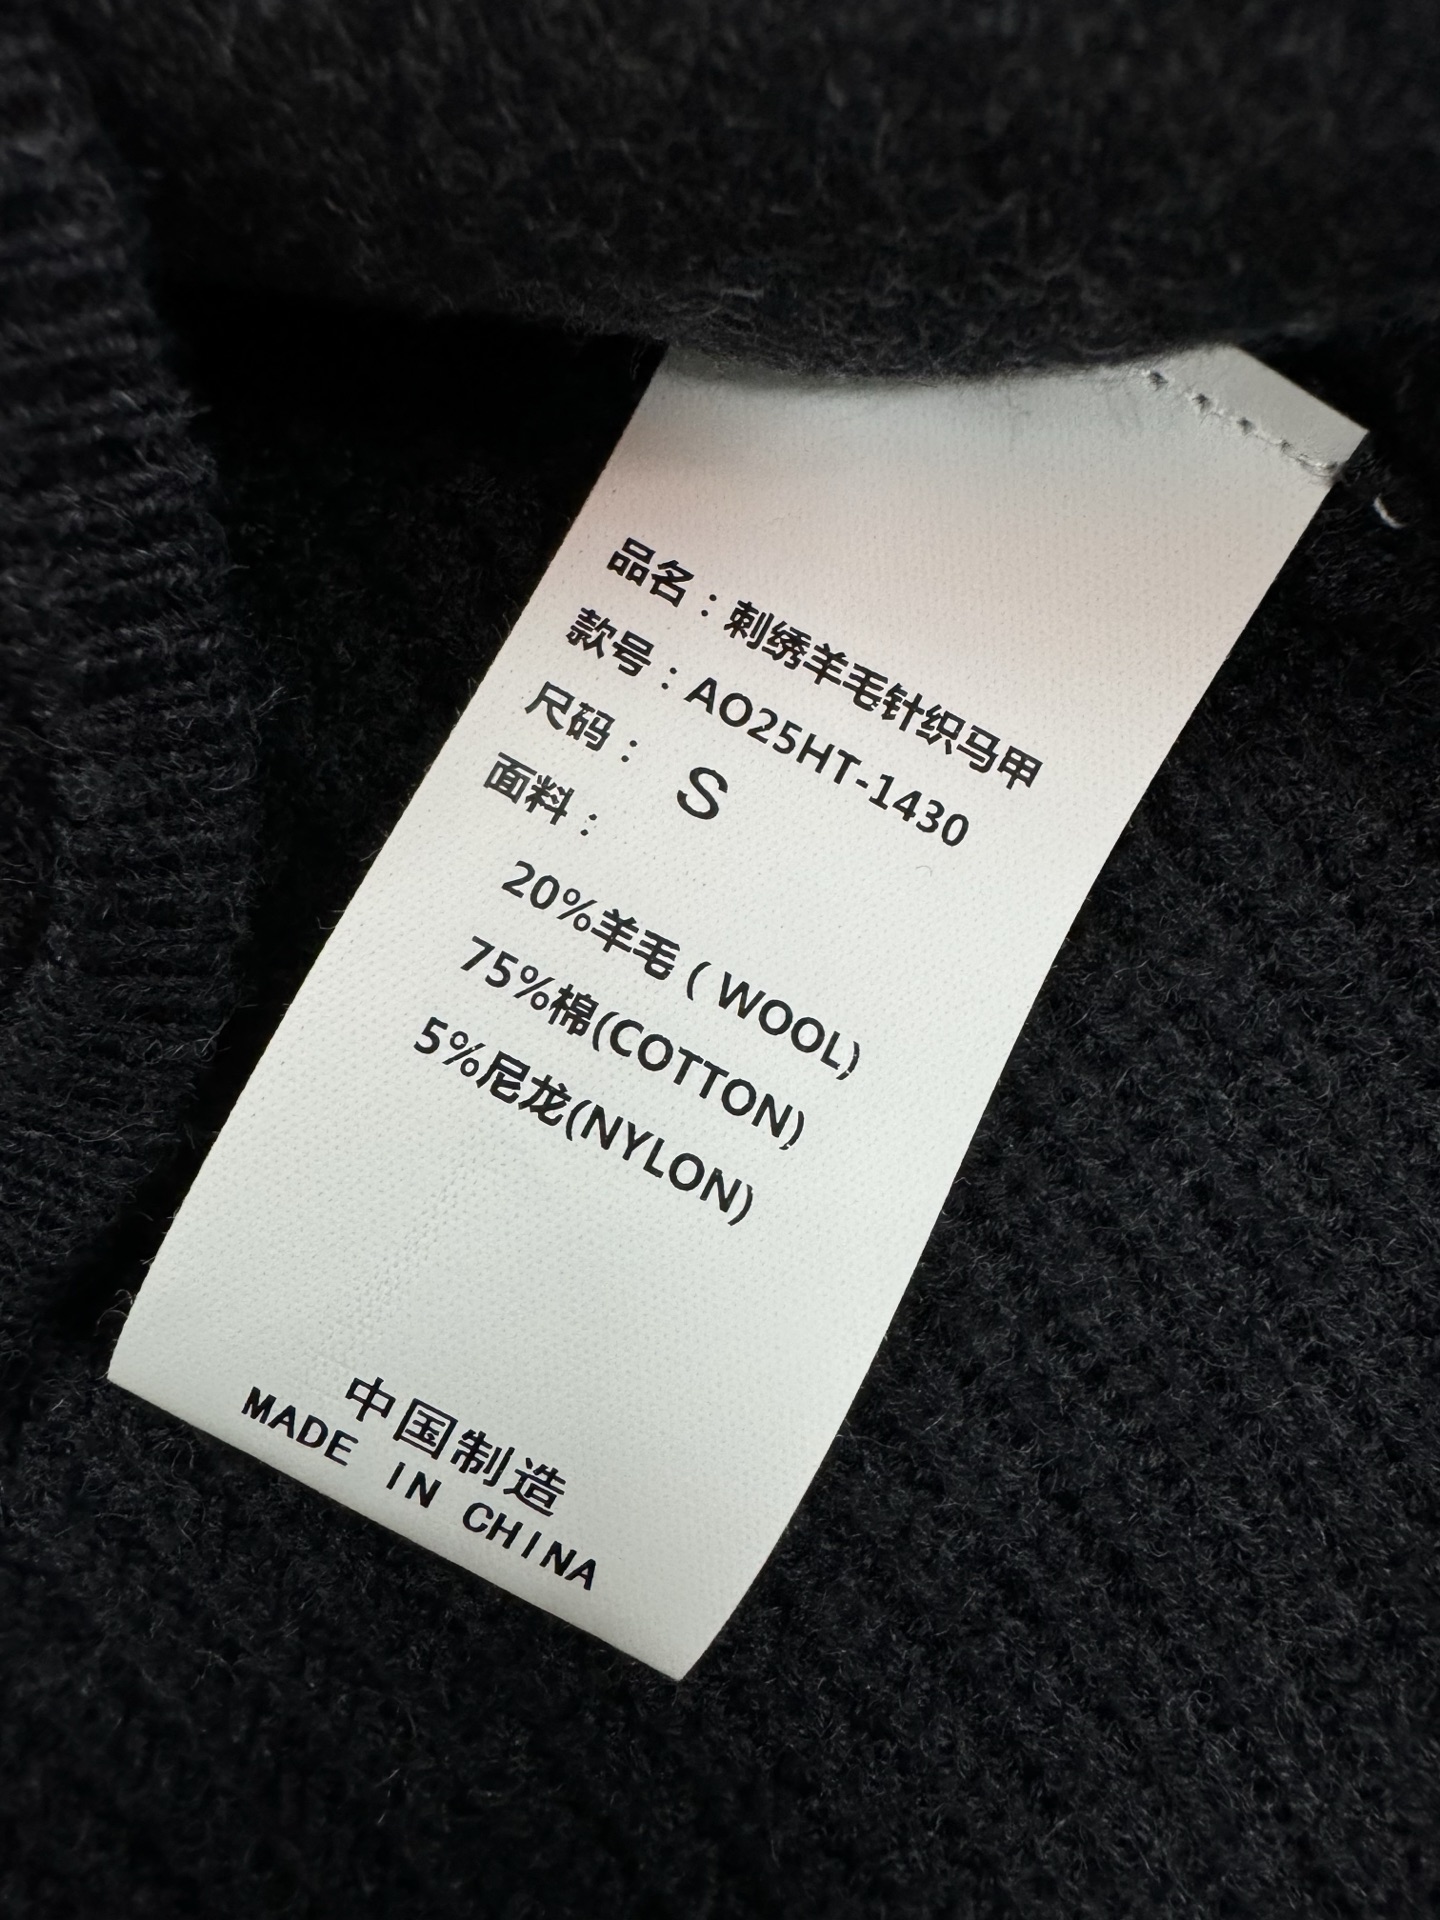 品名：刺绣羊毛针织马甲
款号：AO25HT-1430
尺码： S
面料：
20%羊毛（WOOL)
75%棉(COTTON)
5%尼龙(NYLON)
中国制造
MADE IN CHINA